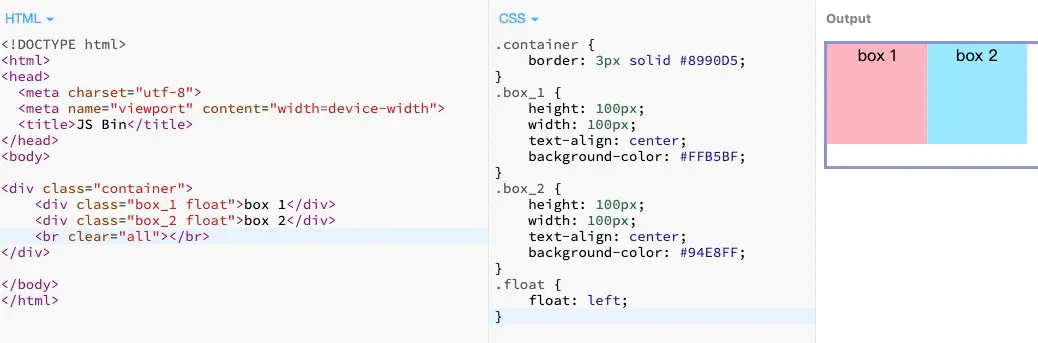 HTML
<!DOCTYPE html>
<html>
<head>
  <meta charset="utf-8">
  <meta name="viewport" content="width=device-width">
  <title>JS Bin</title>
</head>
<body>

<div class="container">
    <div class="box_1 float">box 1</div>
    <div class="box_2 float">box 2</div>
    <br clear="all"></br>
</div>

</body>
</html>
CSS
.container {
    border: 3px solid #8990D5;
}
.box_1 {
    height: 100px;
    width: 100px;
    text-align: center;
    background-color: #FFB5BF;
}
.box_2 {
    height: 100px;
    width: 100px;
    text-align: center;
    background-color: #94E8FF;
}
.float {
    float: left;
}
Output
box 1 box 2